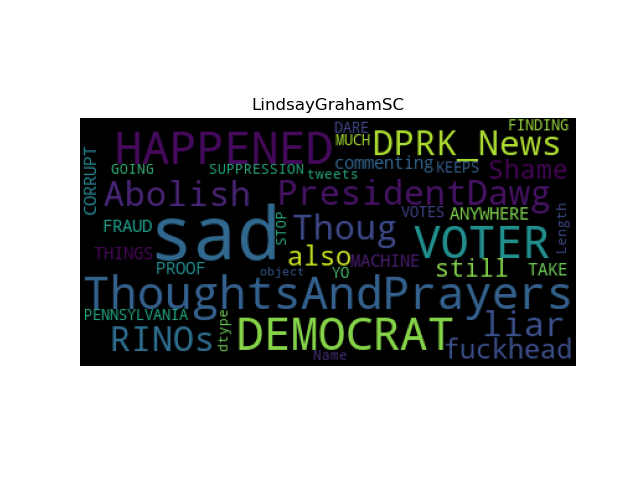 LindsayGrahamSC
DARE
FINDING
HAPPENED
MUCH
DPRK_News
CORRUPT
GOING
SUPPRESSION
tweets
commenting
KEEPS
Shame
Abolish
PresidentDawg
VOTES
ANYWHERE
Length
FRAUD
sad
STOP
Thoug
VOTER
THINGS
also
MACHINE
PROOF
object
YO
still
TAKE
ThoughtsAndPrayers
PENNSYLVANIA
RINOs
dtype
DEMOCRAT
liar
Name
fuckhead